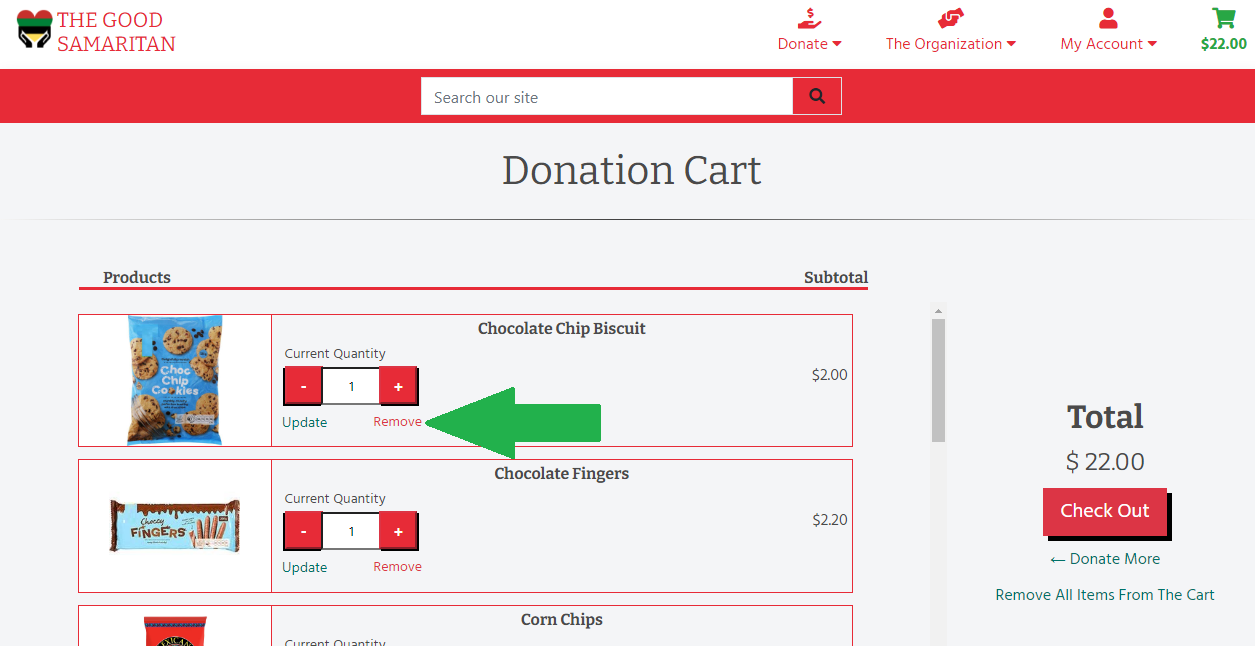 THE GOOD
SAMARITAN
Donate
The Organization
My Account
$22.00
Search our site
Donation Cart
Products
Subtotal
Choc
Chip
Cookies
Chocolate Chip Biscuit
Current Quantity
- 1 +
Update
Remove
$2.00
Choccy
FINGERS
Chocolate Fingers
Current Quantity
- 1 +
Update
Remove
$2.20
Corn Chips
Current Quantity
Total
$ 22.00
Check Out
← Donate More
Remove All Items From The Cart